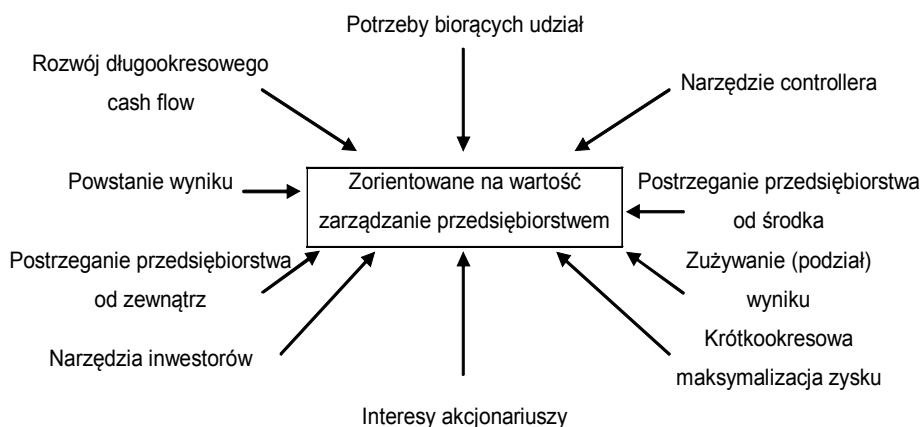 Potrzeby biorących udział
Rozwój długookresowego
cash flow
Narzędzie controllera
Powstanie wyniku
Zorientowane na wartość
zarządzanie przedsiębiorstwem
Postrzeganie przedsiębiorstwa
od środka
Postrzeganie przedsiębiorstwa
od zewnątrz
Zużywanie (podział)
wyniku
Narzędzia inwestorów
Krótkookresowa
maksymalizacja zysku
Interesy akcjonariuszy